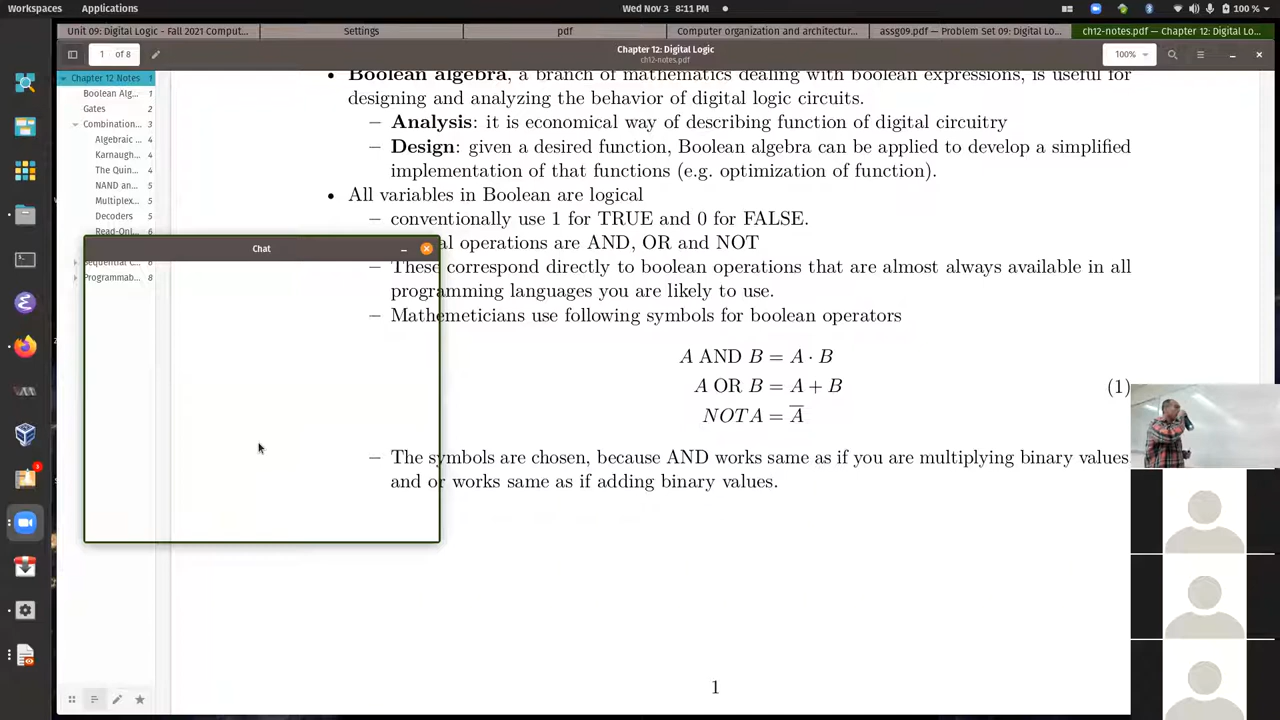 Workspaces Applications Wed Nov 3 8:11 PM 100 %
Unit 09: Digital Logic - Fall 2021 Comput... Settings pdf Computer organization and architectur... assg09.pdf — Problem Set 09: Digital Lo... ch12-notes.pdf — Chapter 12: Digital Lo...
1 of 8 Chapter 12: Digital Logic 100%
ch12-notes.pdf
Chapter 12 Notes 1
Boolean Alg... 1
Gates 2
Combination... 3
Algebraic ... 4
Karnaugh... 4
The Quin... 4
NAND an... 5
Multiplex... 5
Decoders 5
Read-Onl... 6
Sequential C... 6
Programmab... 8
Chat
• Boolean algebra, a branch of mathematics dealing with boolean expressions, is useful for
designing and analyzing the behavior of digital logic circuits.
– Analysis: it is economical way of describing function of digital circuitry
– Design: given a desired function, Boolean algebra can be applied to develop a simplified
implementation of that functions (e.g. optimization of function).
• All variables in Boolean are logical
– conventionally use 1 for TRUE and 0 for FALSE.
al operations are AND, OR and NOT
– These correspond directly to boolean operations that are almost always available in all
programming languages you are likely to use.
– Mathemeticians use following symbols for boolean operators
A AND B = A · B
A OR B = A + B (1)
NOT A = A̅
– The symbols are chosen, because AND works same as if you are multiplying binary values
and or works same as if adding binary values.
1